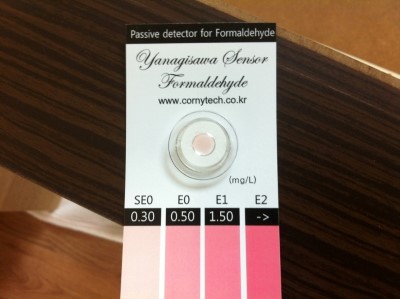 Passive detector for Formaldehyde
Yanagisawa Sensor
Formaldehyde
www.cornytech.co.kr
(mg/L)
SE0 E0 E1 E2
0.30 0.50 1.50 ->